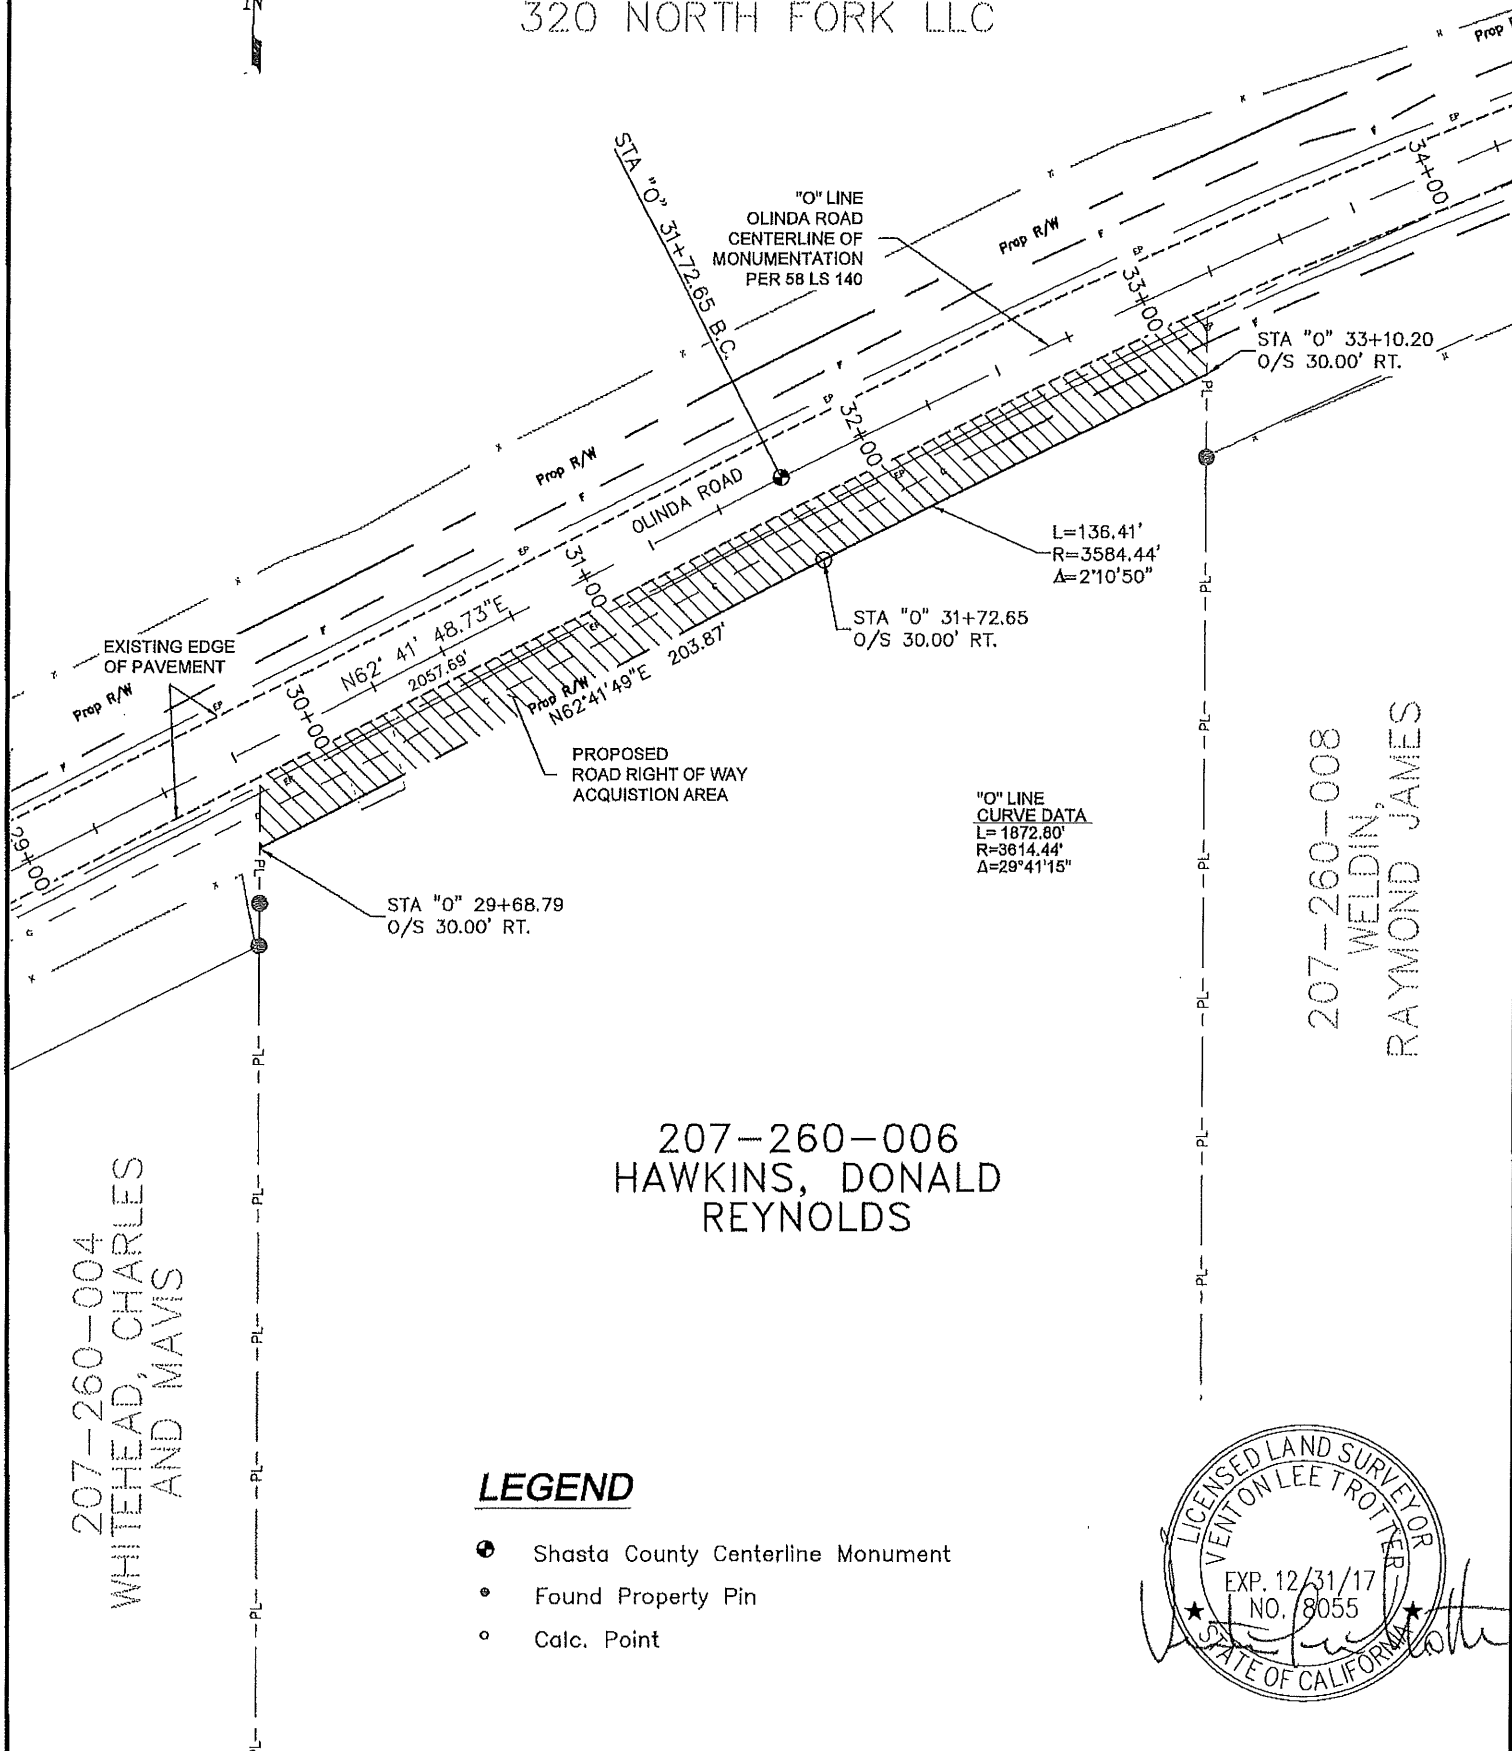 N
320 NORTH FORK LLC
Prop
STA "O" 31+72.65 B.C.
"O" LINE
OLINDA ROAD
CENTERLINE OF
MONUMENTATION
PER 58 LS 140
Prop R/W
EP
34+00
33+00
STA "O" 33+10.20
O/S 30.00' RT.
Prop R/W
32+00
OLINDA ROAD
31+00
L=136.41'
R=3584.44'
Δ=2°10'50"
STA "O" 31+72.65
O/S 30.00' RT.
EXISTING EDGE
OF PAVEMENT
Prop R/W
N62° 41' 48.73"E
2057.69'
30+00
Prop R/W
N62°41'49"E 203.87'
PROPOSED
ROAD RIGHT OF WAY
ACQUISTION AREA
29+00
"O" LINE
CURVE DATA
L= 1872.80'
R=3614.44'
Δ=29°41'15"
STA "O" 29+68.79
O/S 30.00' RT.
PL
207-260-008
WELDIN,
RAYMOND JAMES
207-260-006
HAWKINS, DONALD
REYNOLDS
207-260-004
WHITEHEAD, CHARLES
AND MAVIS
LEGEND
Shasta County Centerline Monument
Found Property Pin
Calc. Point
LICENSED LAND SURVEYOR
VENTON LEE TROTTER
EXP. 12/31/17
NO. 8055
STATE OF CALIFORNIA